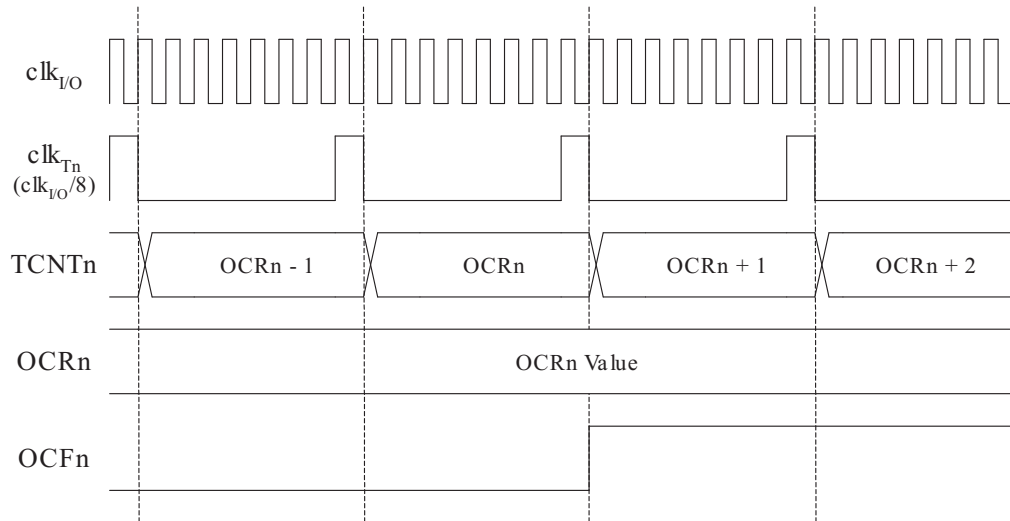 clkI/O
clkTn
(clkI/O/8)
TCNTn
OCRn - 1
OCRn
OCRn + 1
OCRn + 2
OCRn
OCRn Value
OCFn